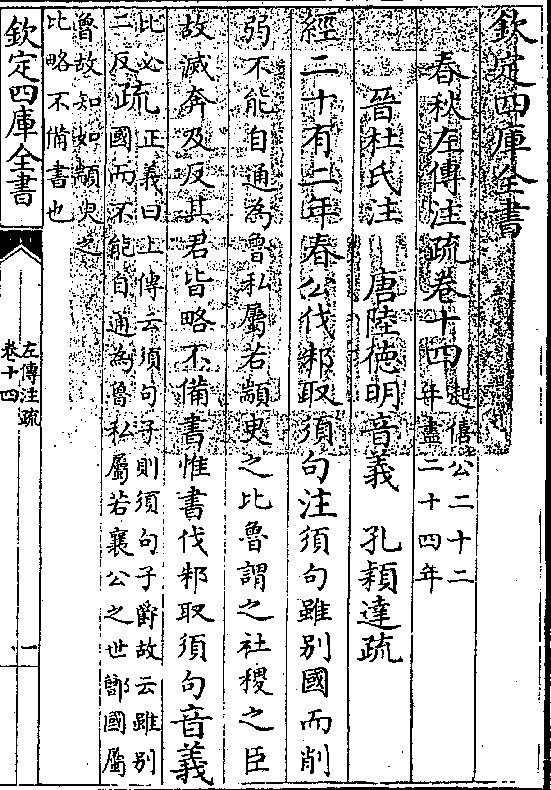 欽定四庫全書
春秋左傳注疏卷十四
起僖公二十二
年盡二十四年
晉杜氏注　唐陸徳明音義　孔穎達疏
經二十有二年春公伐邾取須句注須句雖別國而削
弱不能自通為魯私屬若顓臾之比魯謂之社稷之臣
故滅奔及反其君皆略不備書惟書伐邾取須句音義
比必
二反
疏
正義曰上傳云須句子則須句子爵故云雖別
國而不能自通為魯私屬若襄公之世鄫國屬
魯故知如顓臾之
比略不備書也
欽定四庫全書
左傳注疏
卷十四
一